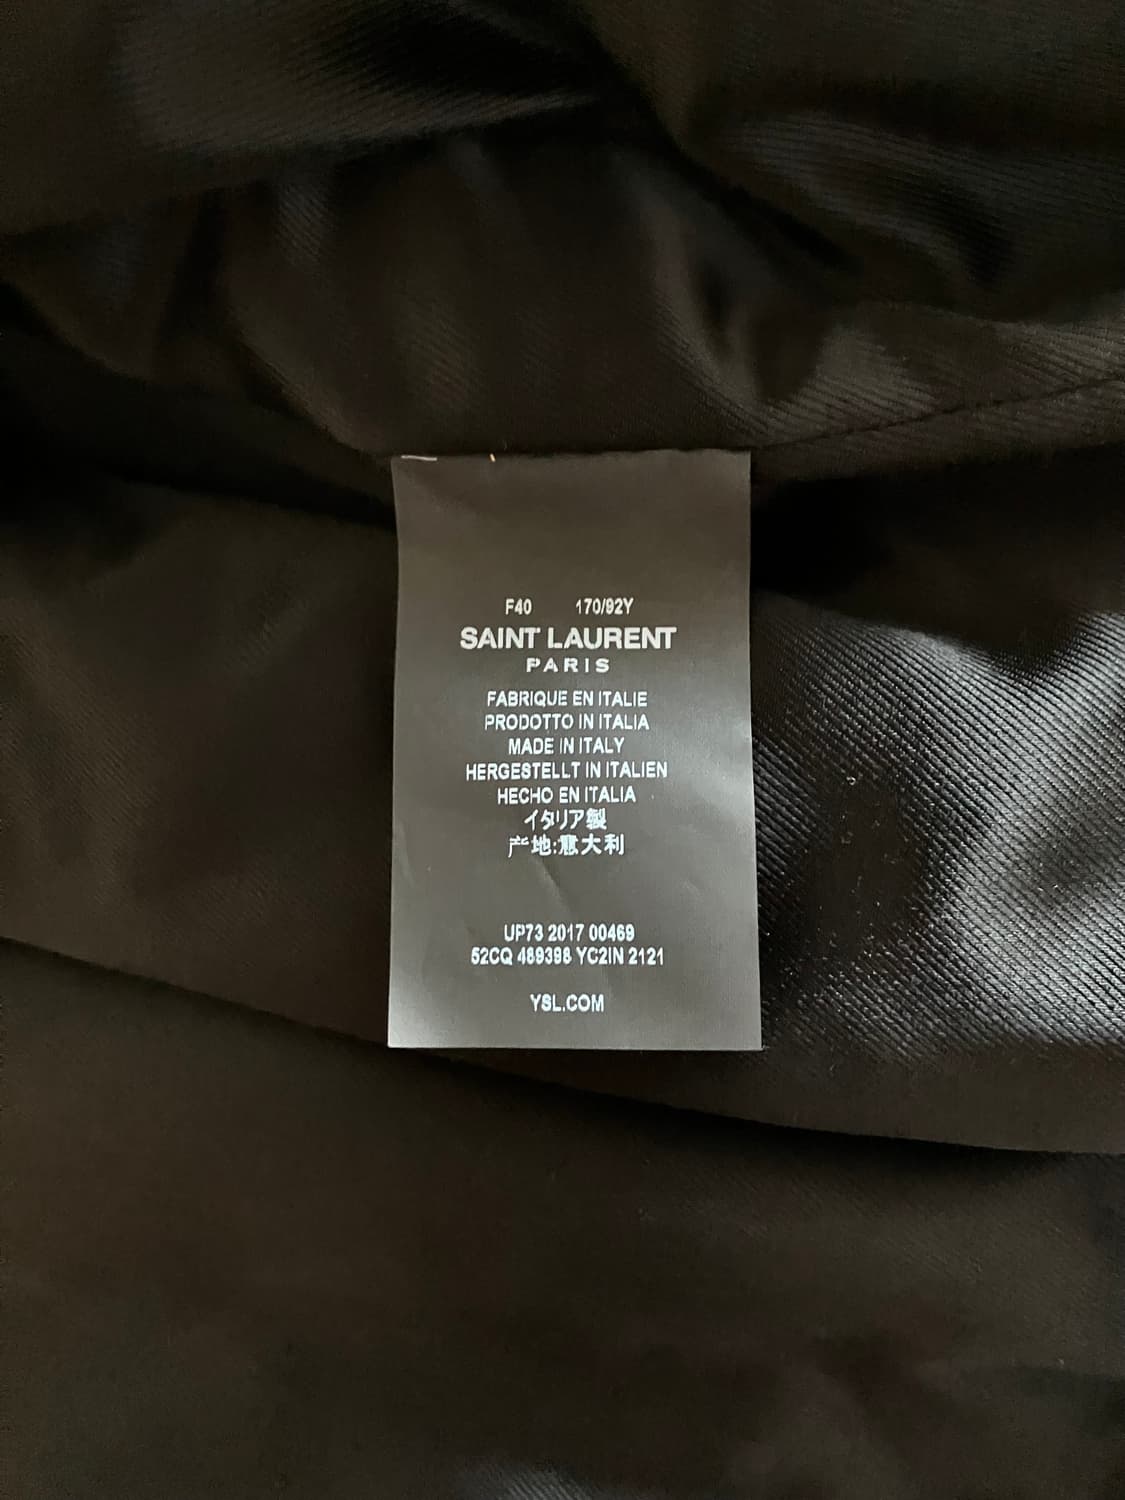 F40 170/92Y
SAINT LAURENT
PARIS
FABRIQUE EN ITALIE
PRODOTTO IN ITALIA
MADE IN ITALY
HERGESTELLT IN ITALIEN
HECHO EN ITALIA
イタリア製
产地:意大利
UP73 2017 00469
52CQ 489398 YC2IN 2121
YSL.COM